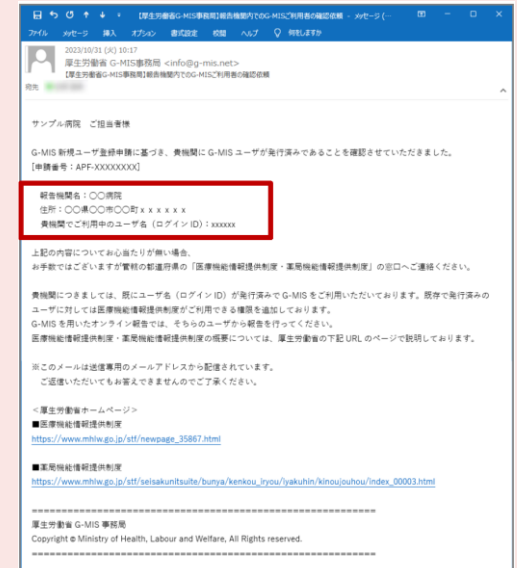 【厚生労働省G-MIS事務局】報告機関内でのG-MISご利用者の確認依頼 - メッセージ (…
ファイル メッセージ 挿入 オプション 書式設定 校閲 ヘルプ 何をしますか
2023/10/31 (火) 10:17
厚生労働省 G-MIS事務局 <info@g-mis.net>
【厚生労働省G-MIS事務局】報告機関内でのG-MISご利用者の確認依頼
宛先
サンプル病院 ご担当者様
G-MIS 新規ユーザ登録申請に基づき、貴機関に G-MIS ユーザが発行済みであることを確認させていただきました。
[申請番号：APF-XXXXXXXX]
報告機関名：〇〇病院
住所：〇〇県〇〇市〇〇町ｘｘｘｘｘｘ
貴機関でご利用中のユーザ名（ログイン ID）：xxxxxx
上記の内容についてお心当たりが無い場合、
お手数ではございますが管轄の都道府県の「医療機能情報提供制度・薬局機能情報提供制度」の窓口へご連絡ください。
貴機関につきましては、既にユーザ名（ログイン ID）が発行済みで G-MIS をご利用いただいております。既存で発行済みの
ユーザに対しては医療機能情報提供制度がご利用できる権限を追加しております。
G-MIS を用いたオンライン報告では、そちらのユーザから報告を行ってください。
医療機能情報提供制度・薬局機能情報提供制度の概要については、厚生労働省の下記 URL のページで説明しております。
※このメールは送信専用のメールアドレスから配信されています。
ご返信いただいてもお答えできませんのでご了承ください。
＜厚生労働省ホームページ＞
■医療機能情報提供制度
https://www.mhlw.go.jp/stf/newpage_35867.html
■薬局機能情報提供制度
https://www.mhlw.go.jp/stf/seisakunitsuite/bunya/kenkou_iryou/iyakuhin/kinoujouhou/index_00003.html
============================================================
厚生労働省 G-MIS 事務局
Copyright © Ministry of Health, Labour and Welfare, All Rights reserved.
============================================================